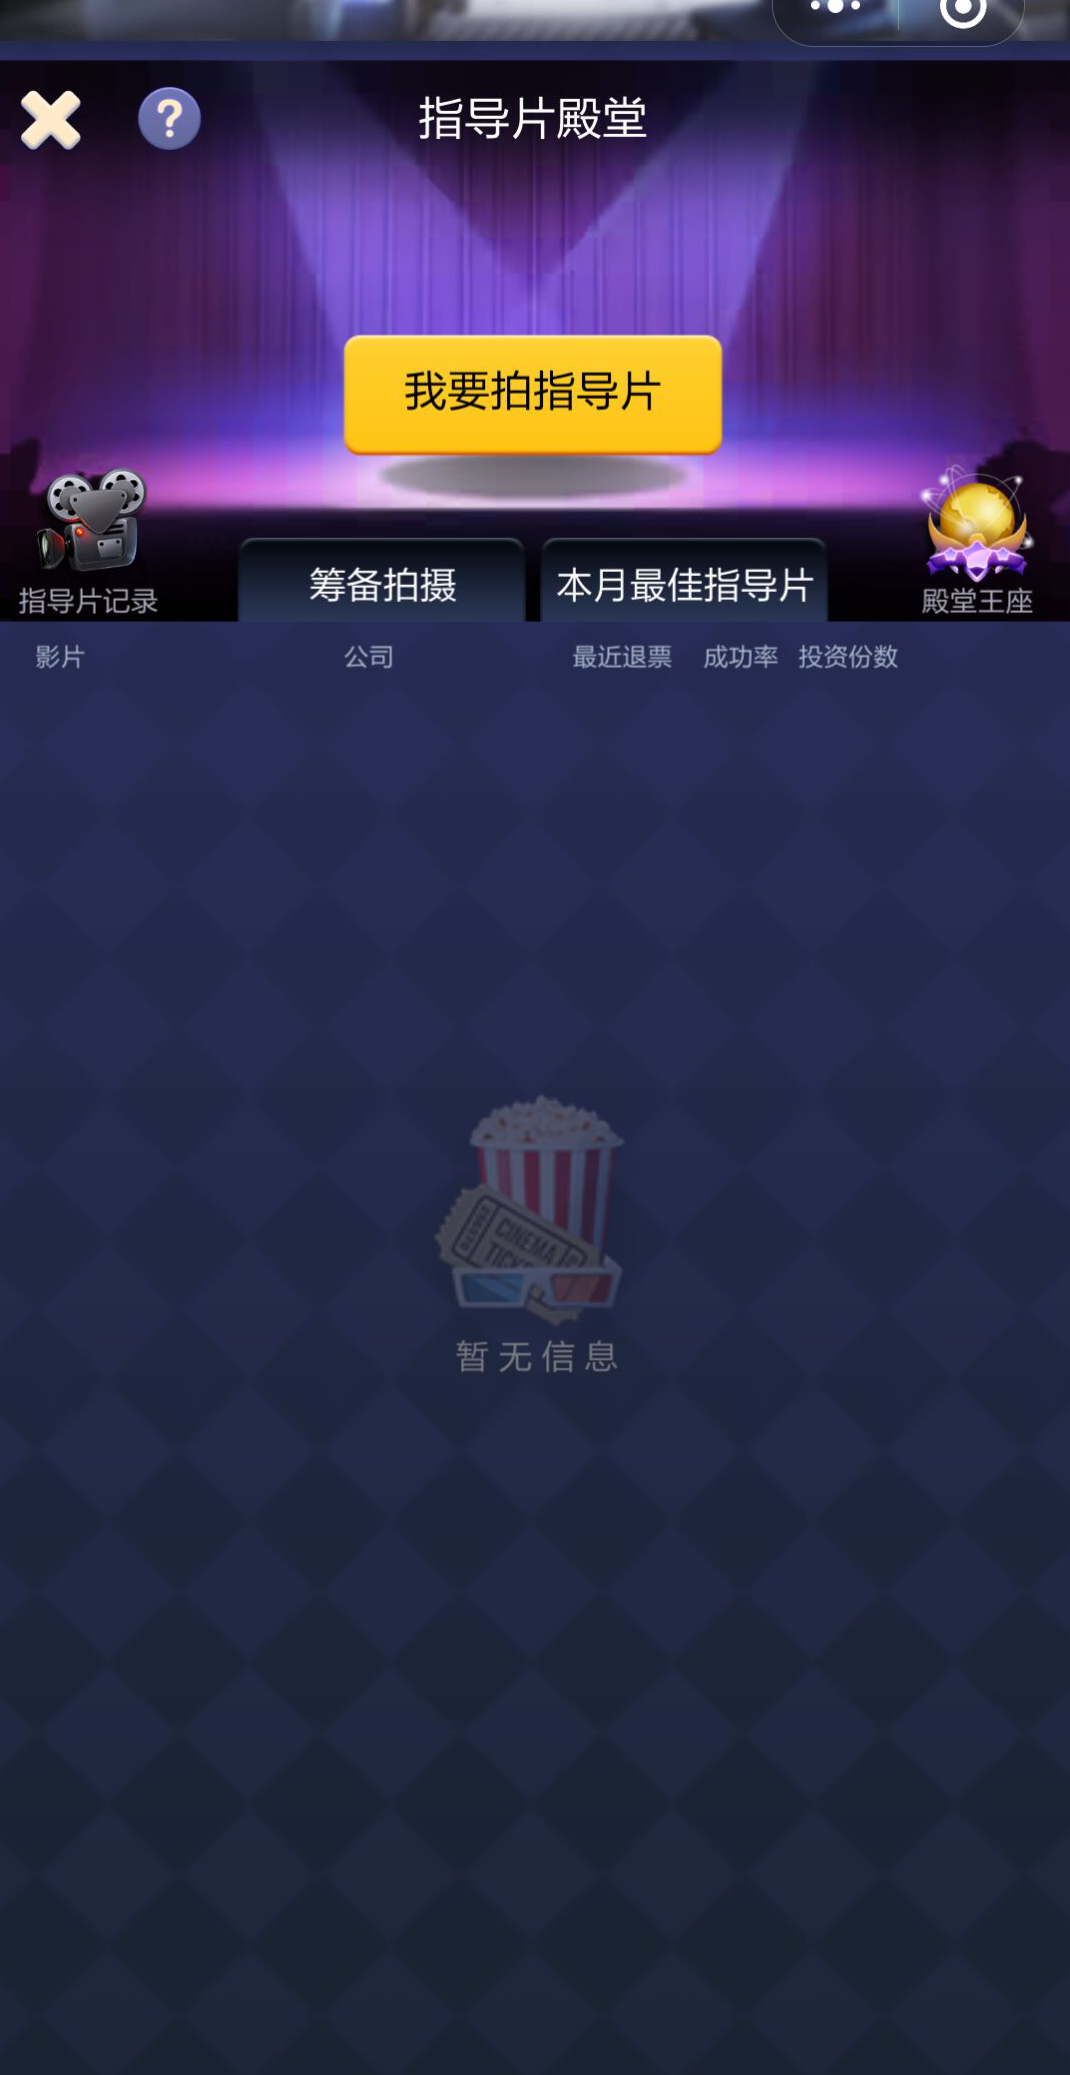 指导片殿堂
我要拍指导片
指导片记录
筹备拍摄
本月最佳指导片
殿堂王座
影片
公司
最近退票
成功率
投资份数
CINEMA
暂无信息